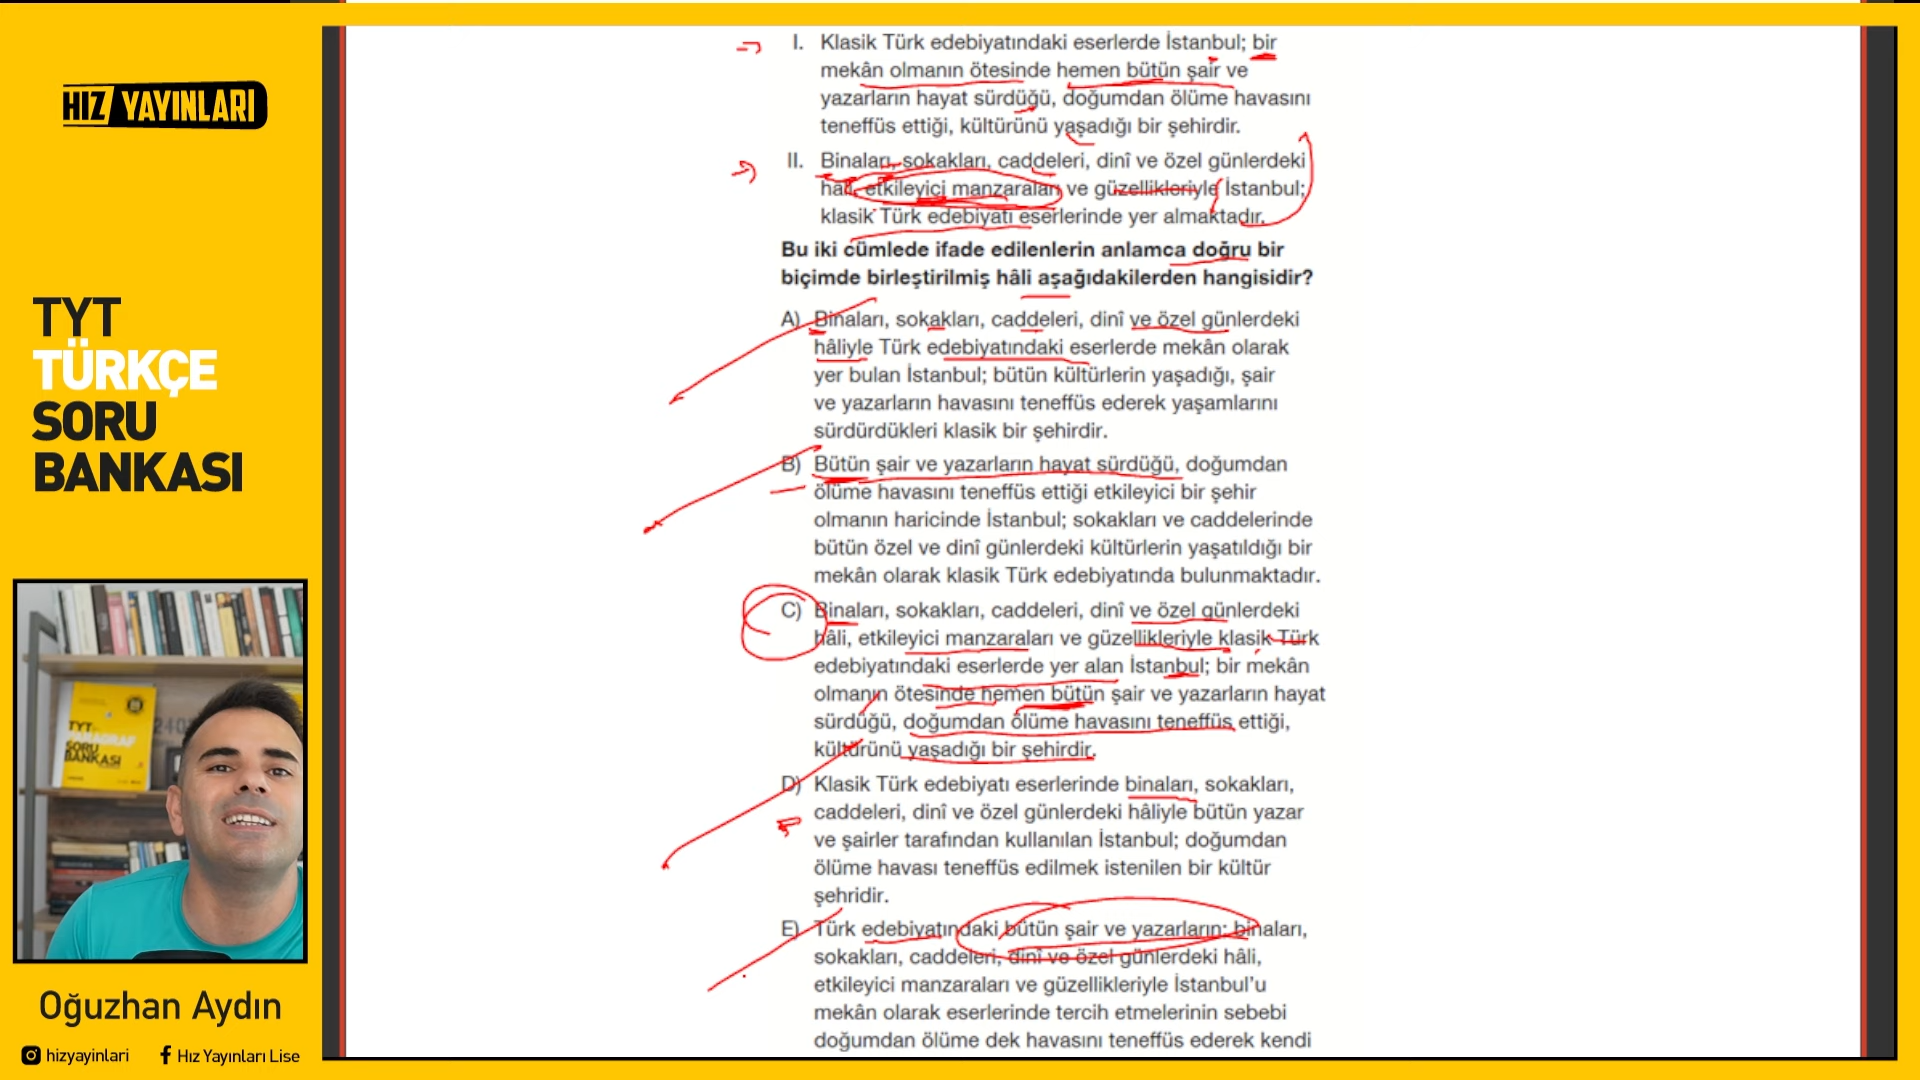 HIZ YAYINLARI
TYT
TÜRKÇE
SORU
BANKASI
TYT
PARAGRAF
SORU
BANKASI
Oğuzhan Aydın
hizyayinlari
Hız Yayınları Lise
I. Klasik Türk edebiyatındaki eserlerde İstanbul; bir
mekân olmanın ötesinde hemen bütün şair ve
yazarların hayat sürdüğü, doğumdan ölüme havasını
teneffüs ettiği, kültürünü yaşadığı bir şehirdir.
II. Binaları, sokakları, caddeleri, dinî ve özel günlerdeki
hali, etkileyici manzaraları ve güzellikleriyle İstanbul;
klasik Türk edebiyatı eserlerinde yer almaktadır.
Bu iki cümlede ifade edilenlerin anlamca doğru bir
biçimde birleştirilmiş hâli aşağıdakilerden hangisidir?
A) Binaları, sokakları, caddeleri, dinî ve özel günlerdeki
hâliyle Türk edebiyatındaki eserlerde mekân olarak
yer bulan İstanbul; bütün kültürlerin yaşadığı, şair
ve yazarların havasını teneffüs ederek yaşamlarını
sürdürdükleri klasik bir şehirdir.
B) Bütün şair ve yazarların hayat sürdüğü, doğumdan
ölüme havasını teneffüs ettiği etkileyici bir şehir
olmanın haricinde İstanbul; sokakları ve caddelerinde
bütün özel ve dinî günlerdeki kültürlerin yaşatıldığı bir
mekân olarak klasik Türk edebiyatında bulunmaktadır.
C) Binaları, sokakları, caddeleri, dinî ve özel günlerdeki
hâli, etkileyici manzaraları ve güzellikleriyle klasik Türk
edebiyatındaki eserlerde yer alan İstanbul; bir mekân
olmanın ötesinde hemen bütün şair ve yazarların hayat
sürdüğü, doğumdan ölüme havasını teneffüs ettiği,
kültürünü yaşadığı bir şehirdir.
D) Klasik Türk edebiyatı eserlerinde binaları, sokakları,
caddeleri, dinî ve özel günlerdeki hâliyle bütün yazar
ve şairler tarafından kullanılan İstanbul; doğumdan
ölüme havası teneffüs edilmek istenilen bir kültür
şehridir.
E) Türk edebiyatındaki bütün şair ve yazarların; binaları,
sokakları, caddeleri, dinî ve özel günlerdeki hâli,
etkileyici manzaraları ve güzellikleriyle İstanbul’u
mekân olarak eserlerinde tercih etmelerinin sebebi
doğumdan ölüme dek havasını teneffüs ederek kendi